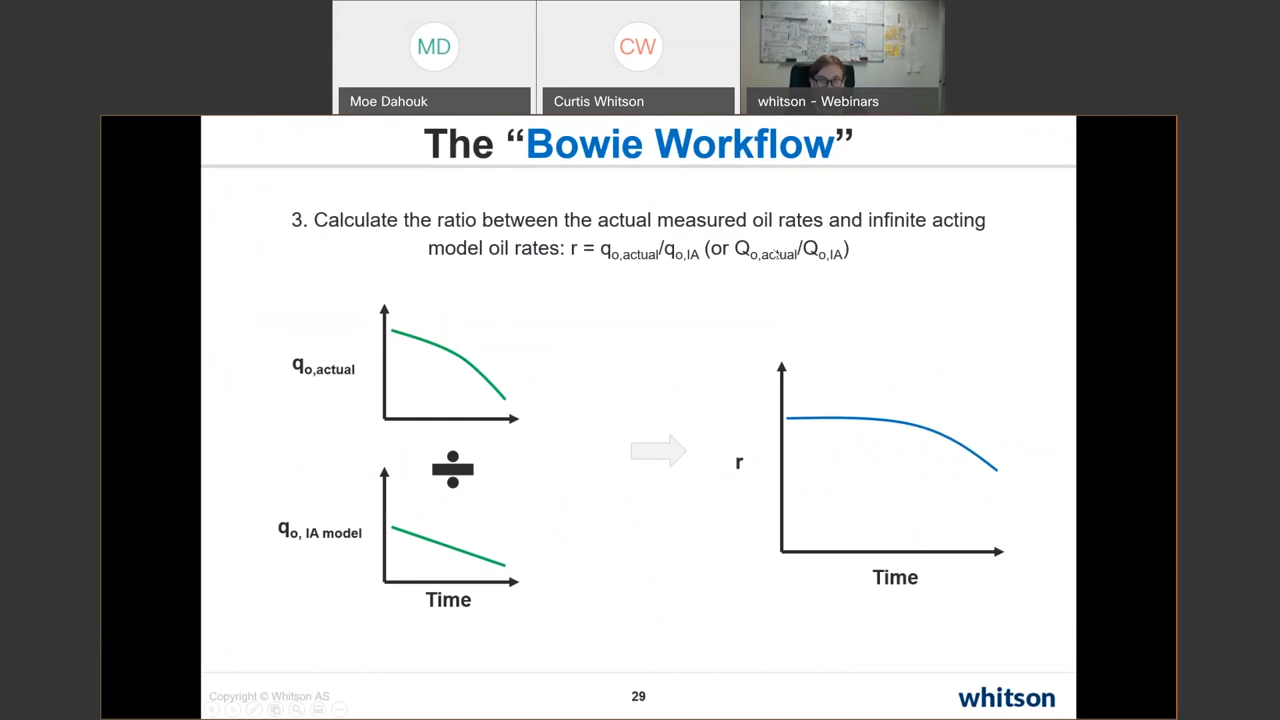 MD
CW
Moe Dahouk
Curtis Whitson
whitson - Webinars
The “Bowie Workflow”
3. Calculate the ratio between the actual measured oil rates and infinite acting
model oil rates: r = qo,actual/qo,IA (or Qo,actual/Qo,IA)
qo,actual
÷
qo, IA model
Time
r
Time
Copyright © Whitson AS
29
whitson